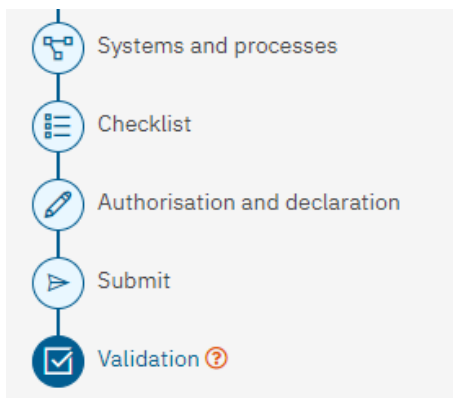 Systems and processes
Checklist
Authorisation and declaration
Submit
Validation ?